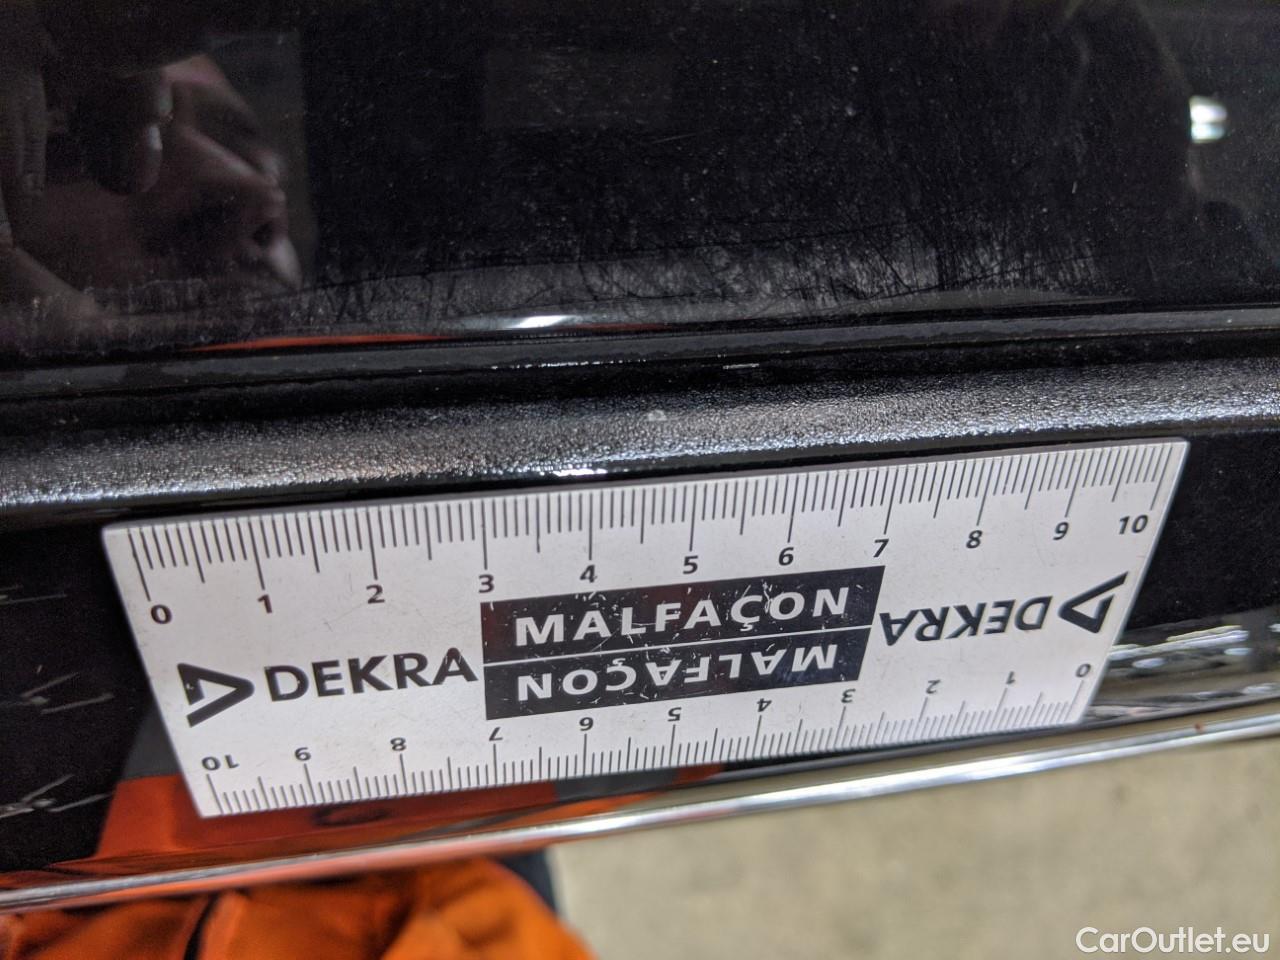 0 1 2 3 4 5 6 7 8 9 10
DEKRA MALFAÇON DEKRA
MALFAÇON
10 9 8 7 6 5 4 3 2 1 0
CarOutlet.eu